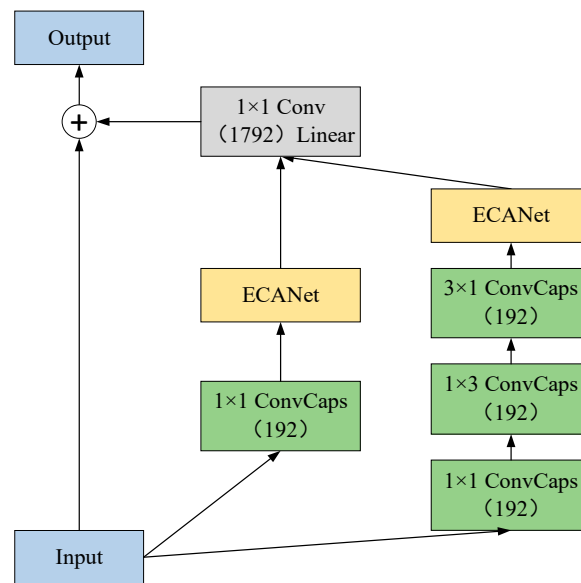 Output
1×1 Conv
（1792）Linear
ECANet
ECANet
3×1 ConvCaps
（192）
1×1 ConvCaps
（192）
1×3 ConvCaps
（192）
1×1 ConvCaps
（192）
Input